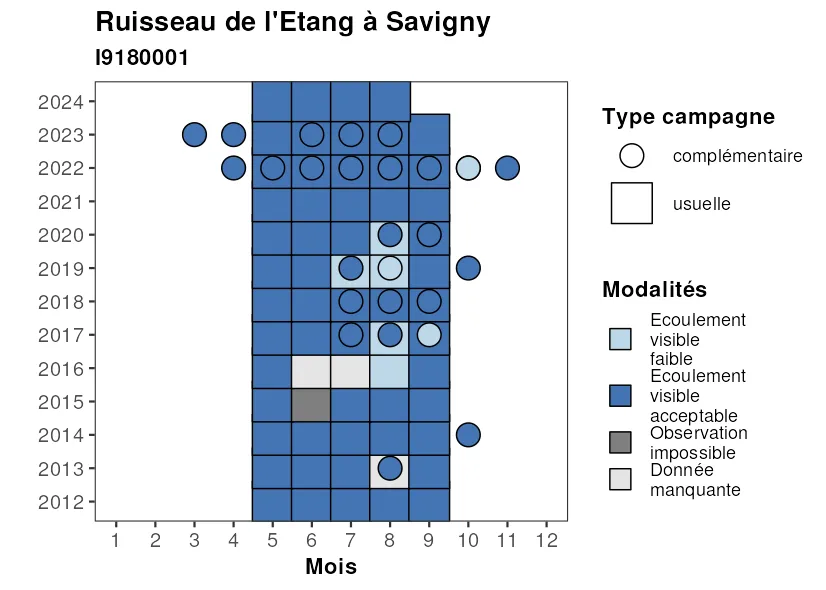 Ruisseau de l'Etang à Savigny
I9180001
2024
2023
2022
2021
2020
2019
2018
2017
2016
2015
2014
2013
2012
1 2 3 4 5 6 7 8 9 10 11 12
Mois
Type campagne
complémentaire
usuelle
Modalités
Ecoulement
visible
faible
Ecoulement
visible
acceptable
Observation
impossible
Donnée
manquante